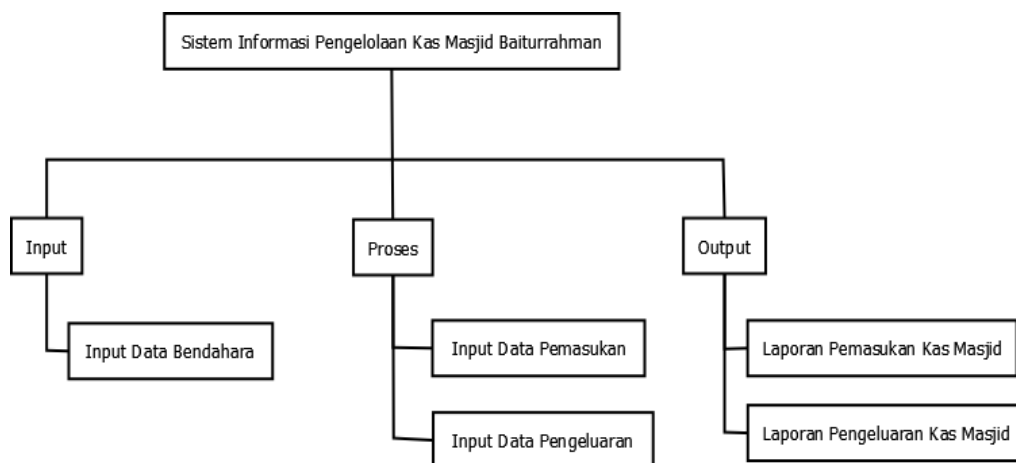 Sistem Informasi Pengelolaan Kas Masjid Baiturrahman
Input
Proses
Output
Input Data Bendahara
Input Data Pemasukan
Laporan Pemasukan Kas Masjid
Input Data Pengeluaran
Laporan Pengeluaran Kas Masjid